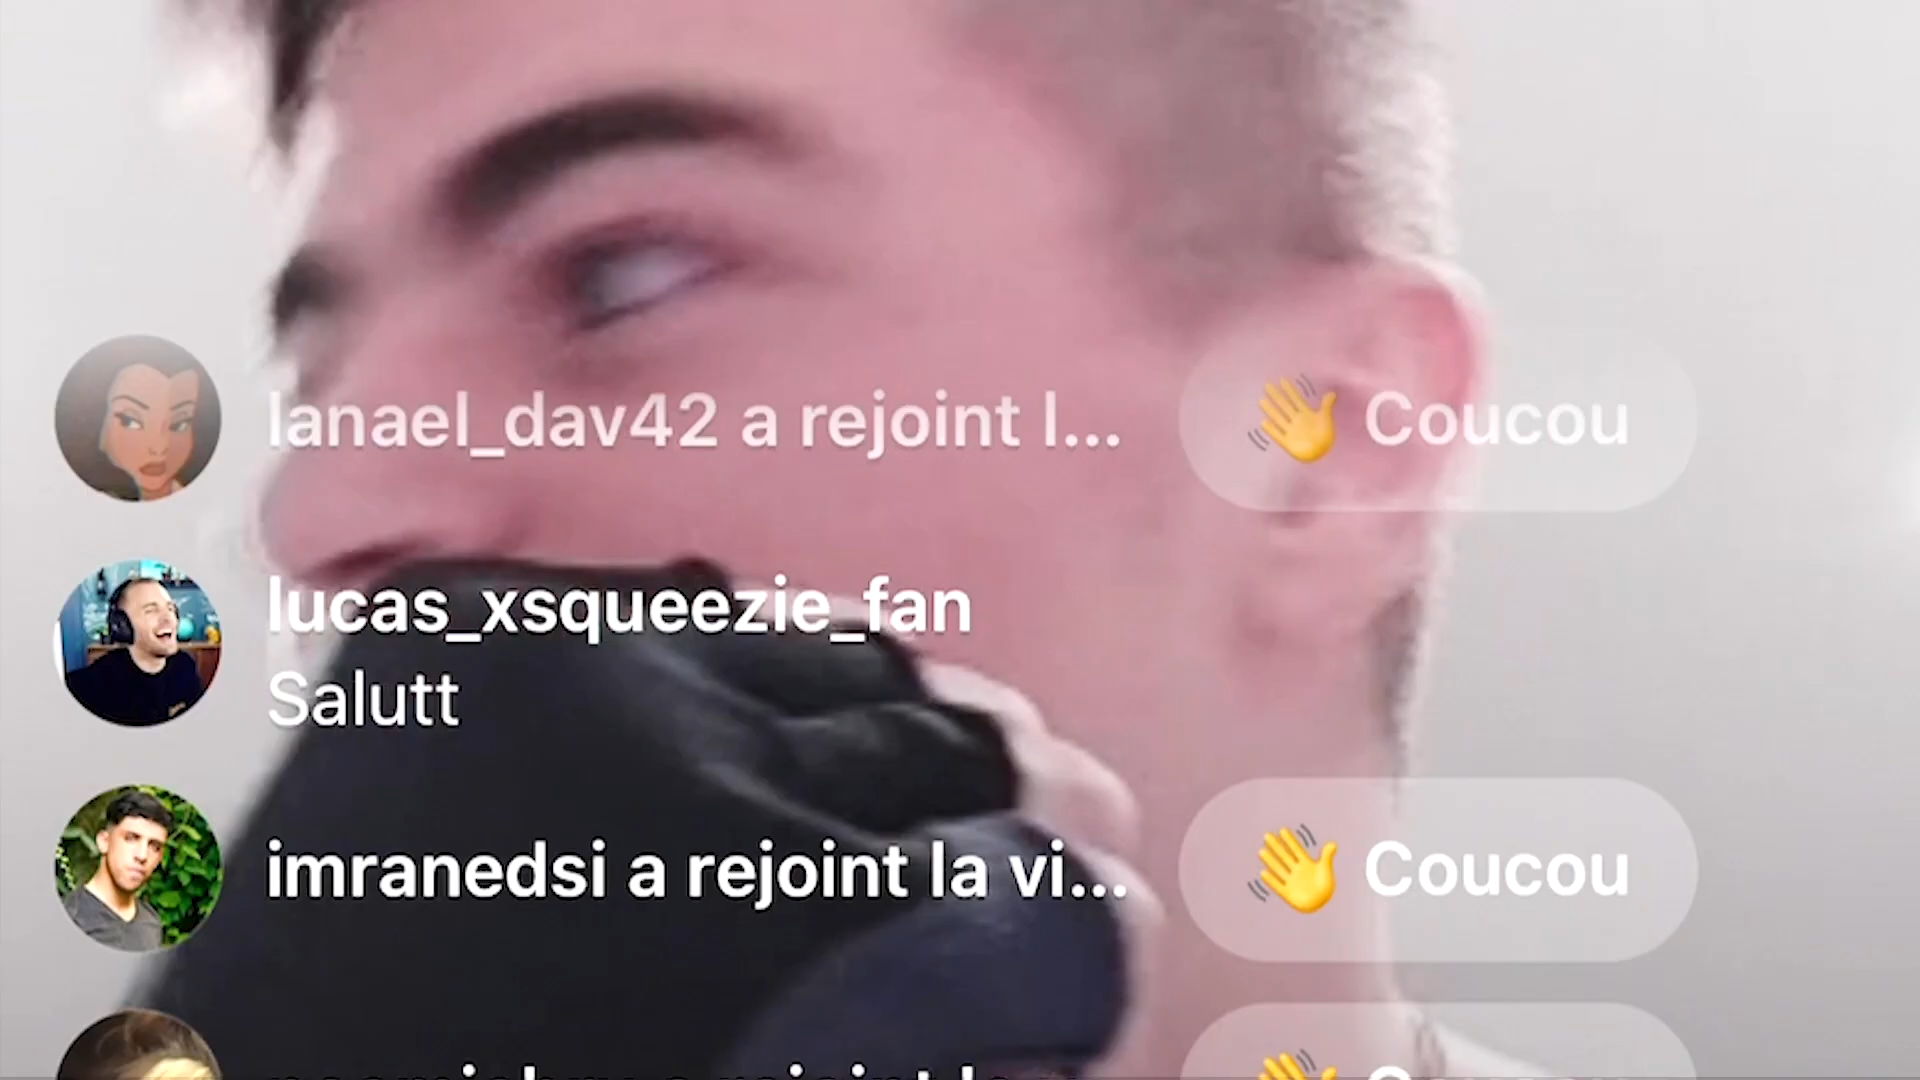 lanael_dav42 a rejoint l...
Coucou
lucas_xsqueezie_fan
Salutt
imranedsi a rejoint la vi...
Coucou